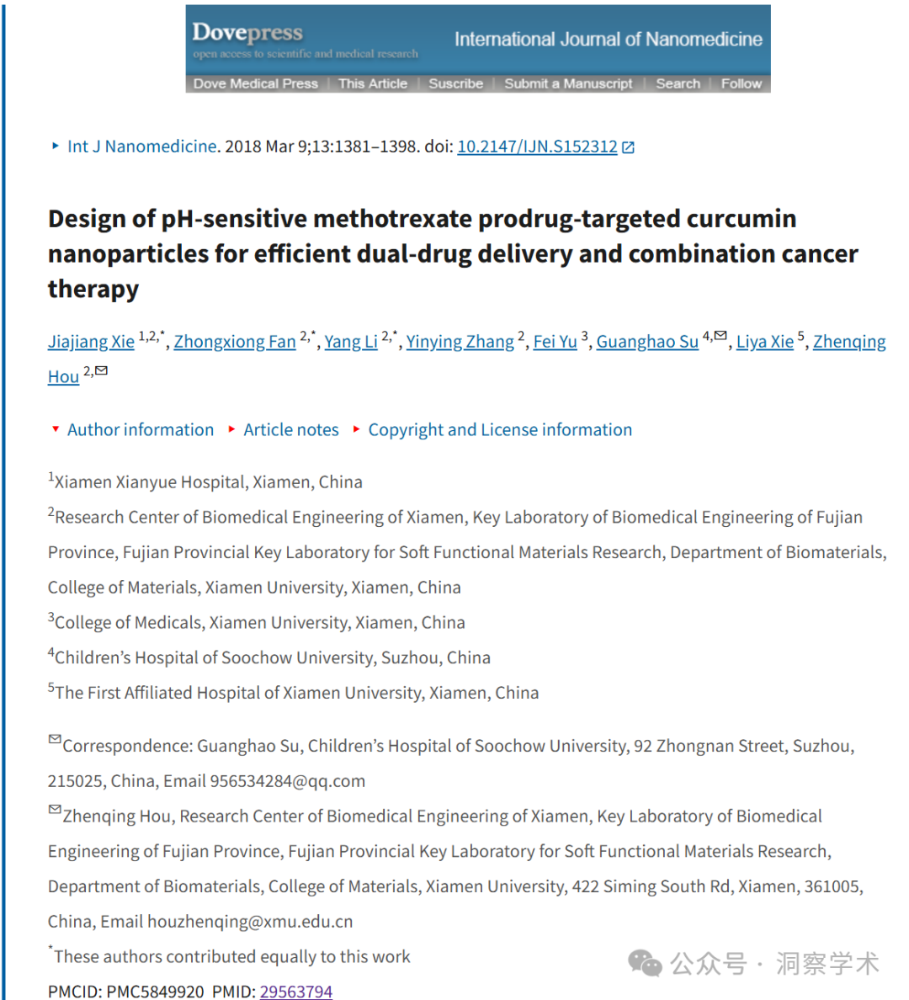 Dovepress
open access to scientific and medical research
International Journal of Nanomedicine
Dove Medical Press | This Article | Suscribe | Submit a Manuscript | Search | Follow
Int J Nanomedicine. 2018 Mar 9;13:1381–1398. doi: 10.2147/IJN.S152312
Design of pH-sensitive methotrexate prodrug-targeted curcumin
nanoparticles for efficient dual-drug delivery and combination cancer
therapy
Jiajiang Xie 1,2,*, Zhongxiong Fan 2,*, Yang Li 2,*, Yinying Zhang 2, Fei Yu 3, Guanghao Su 4,✉, Liya Xie 5, Zhenqing
Hou 2,✉
Author information Article notes Copyright and License information
1Xiamen Xianyue Hospital, Xiamen, China
2Research Center of Biomedical Engineering of Xiamen, Key Laboratory of Biomedical Engineering of Fujian
Province, Fujian Provincial Key Laboratory for Soft Functional Materials Research, Department of Biomaterials,
College of Materials, Xiamen University, Xiamen, China
3College of Medicals, Xiamen University, Xiamen, China
4Children’s Hospital of Soochow University, Suzhou, China
5The First Affiliated Hospital of Xiamen University, Xiamen, China
✉Correspondence: Guanghao Su, Children’s Hospital of Soochow University, 92 Zhongnan Street, Suzhou,
215025, China, Email 956534284@qq.com
✉Zhenqing Hou, Research Center of Biomedical Engineering of Xiamen, Key Laboratory of Biomedical
Engineering of Fujian Province, Fujian Provincial Key Laboratory for Soft Functional Materials Research,
Department of Biomaterials, College of Materials, Xiamen University, 422 Siming South Rd, Xiamen, 361005,
China, Email houzhenqing@xmu.edu.cn
*These authors contributed equally to this work
公众号 · 洞察学术
PMCID: PMC5849920 PMID: 29563794